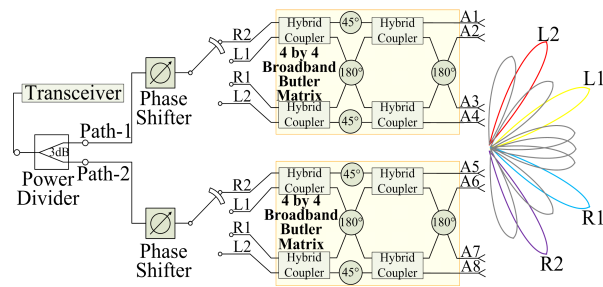 Transceiver
3dB
Power
Divider
Path-1
Path-2
Phase
Shifter
R2
L1
R1
L2
Hybrid
Coupler
45°
Hybrid
Coupler
4 by 4
Broadband
Butler
Matrix
180°
180°
Hybrid
Coupler
45°
Hybrid
Coupler
A1
A2
A3
A4
Phase
Shifter
R2
L1
R1
L2
Hybrid
Coupler
45°
Hybrid
Coupler
4 by 4
Broadband
Butler
Matrix
180°
180°
Hybrid
Coupler
45°
Hybrid
Coupler
A5
A6
A7
A8
L2
L1
R1
R2